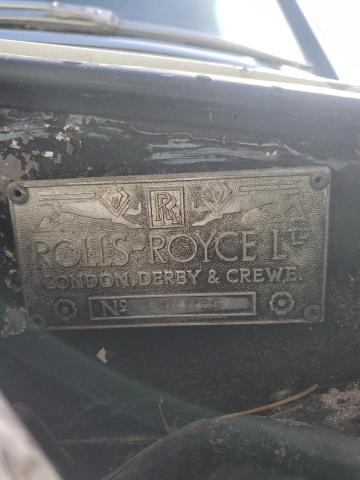 RR
ROLLS-ROYCE LTD
LONDON, DERBY & CREWE.
Nº